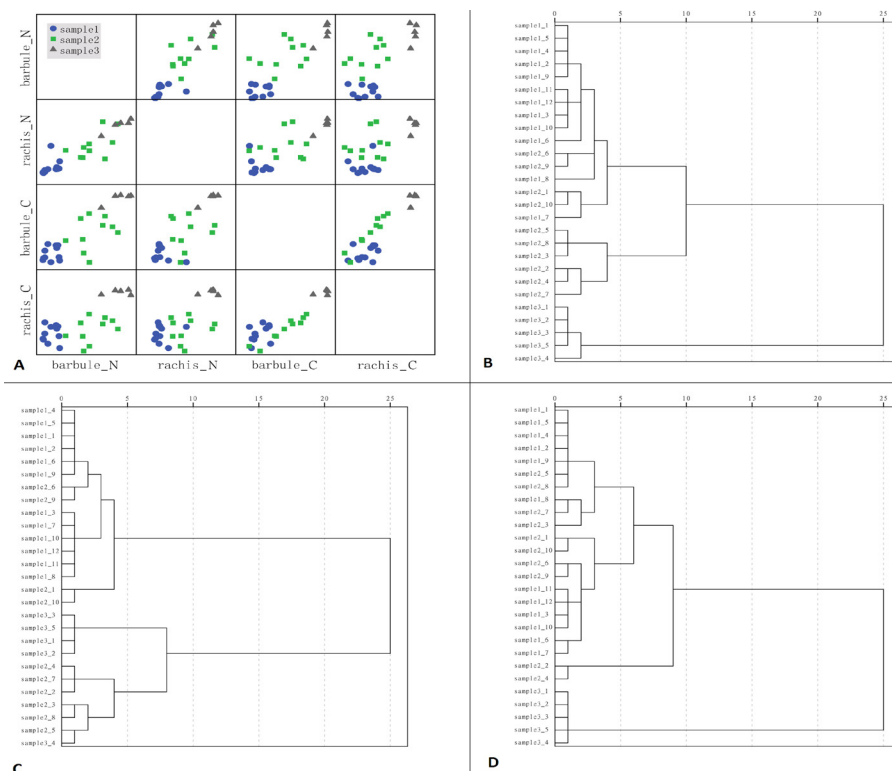 sample1
sample2
sample3
barbule_N
rachis_N
barbule_C
rachis_C
barbule_N
rachis_N
barbule_C
rachis_C
A
0 5 10 15 20 25
sample1_1
sample1_5
sample1_4
sample1_2
sample1_9
sample1_11
sample1_12
sample1_3
sample1_10
sample1_6
sample2_6
sample2_9
sample1_8
sample2_1
sample2_10
sample1_7
sample2_5
sample2_8
sample2_3
sample2_2
sample2_4
sample2_7
sample3_1
sample3_2
sample3_3
sample3_5
sample3_4
B
0 5 10 15 20 25
sample1_4
sample1_5
sample1_1
sample1_2
sample1_6
sample1_9
sample2_6
sample2_9
sample1_3
sample1_7
sample1_10
sample1_12
sample1_11
sample1_8
sample2_1
sample2_10
sample3_3
sample3_5
sample3_1
sample3_2
sample2_4
sample2_7
sample2_2
sample2_3
sample2_8
sample2_5
sample3_4
C
0 5 10 15 20 25
sample1_1
sample1_5
sample1_4
sample1_2
sample1_9
sample2_5
sample2_8
sample1_8
sample2_7
sample2_3
sample2_1
sample2_10
sample2_6
sample2_9
sample1_11
sample1_12
sample1_3
sample1_10
sample1_6
sample1_7
sample2_2
sample2_4
sample3_1
sample3_2
sample3_3
sample3_5
sample3_4
D